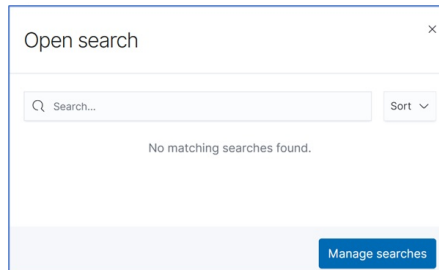 Open search
Search...
Sort
No matching searches found.
Manage searches